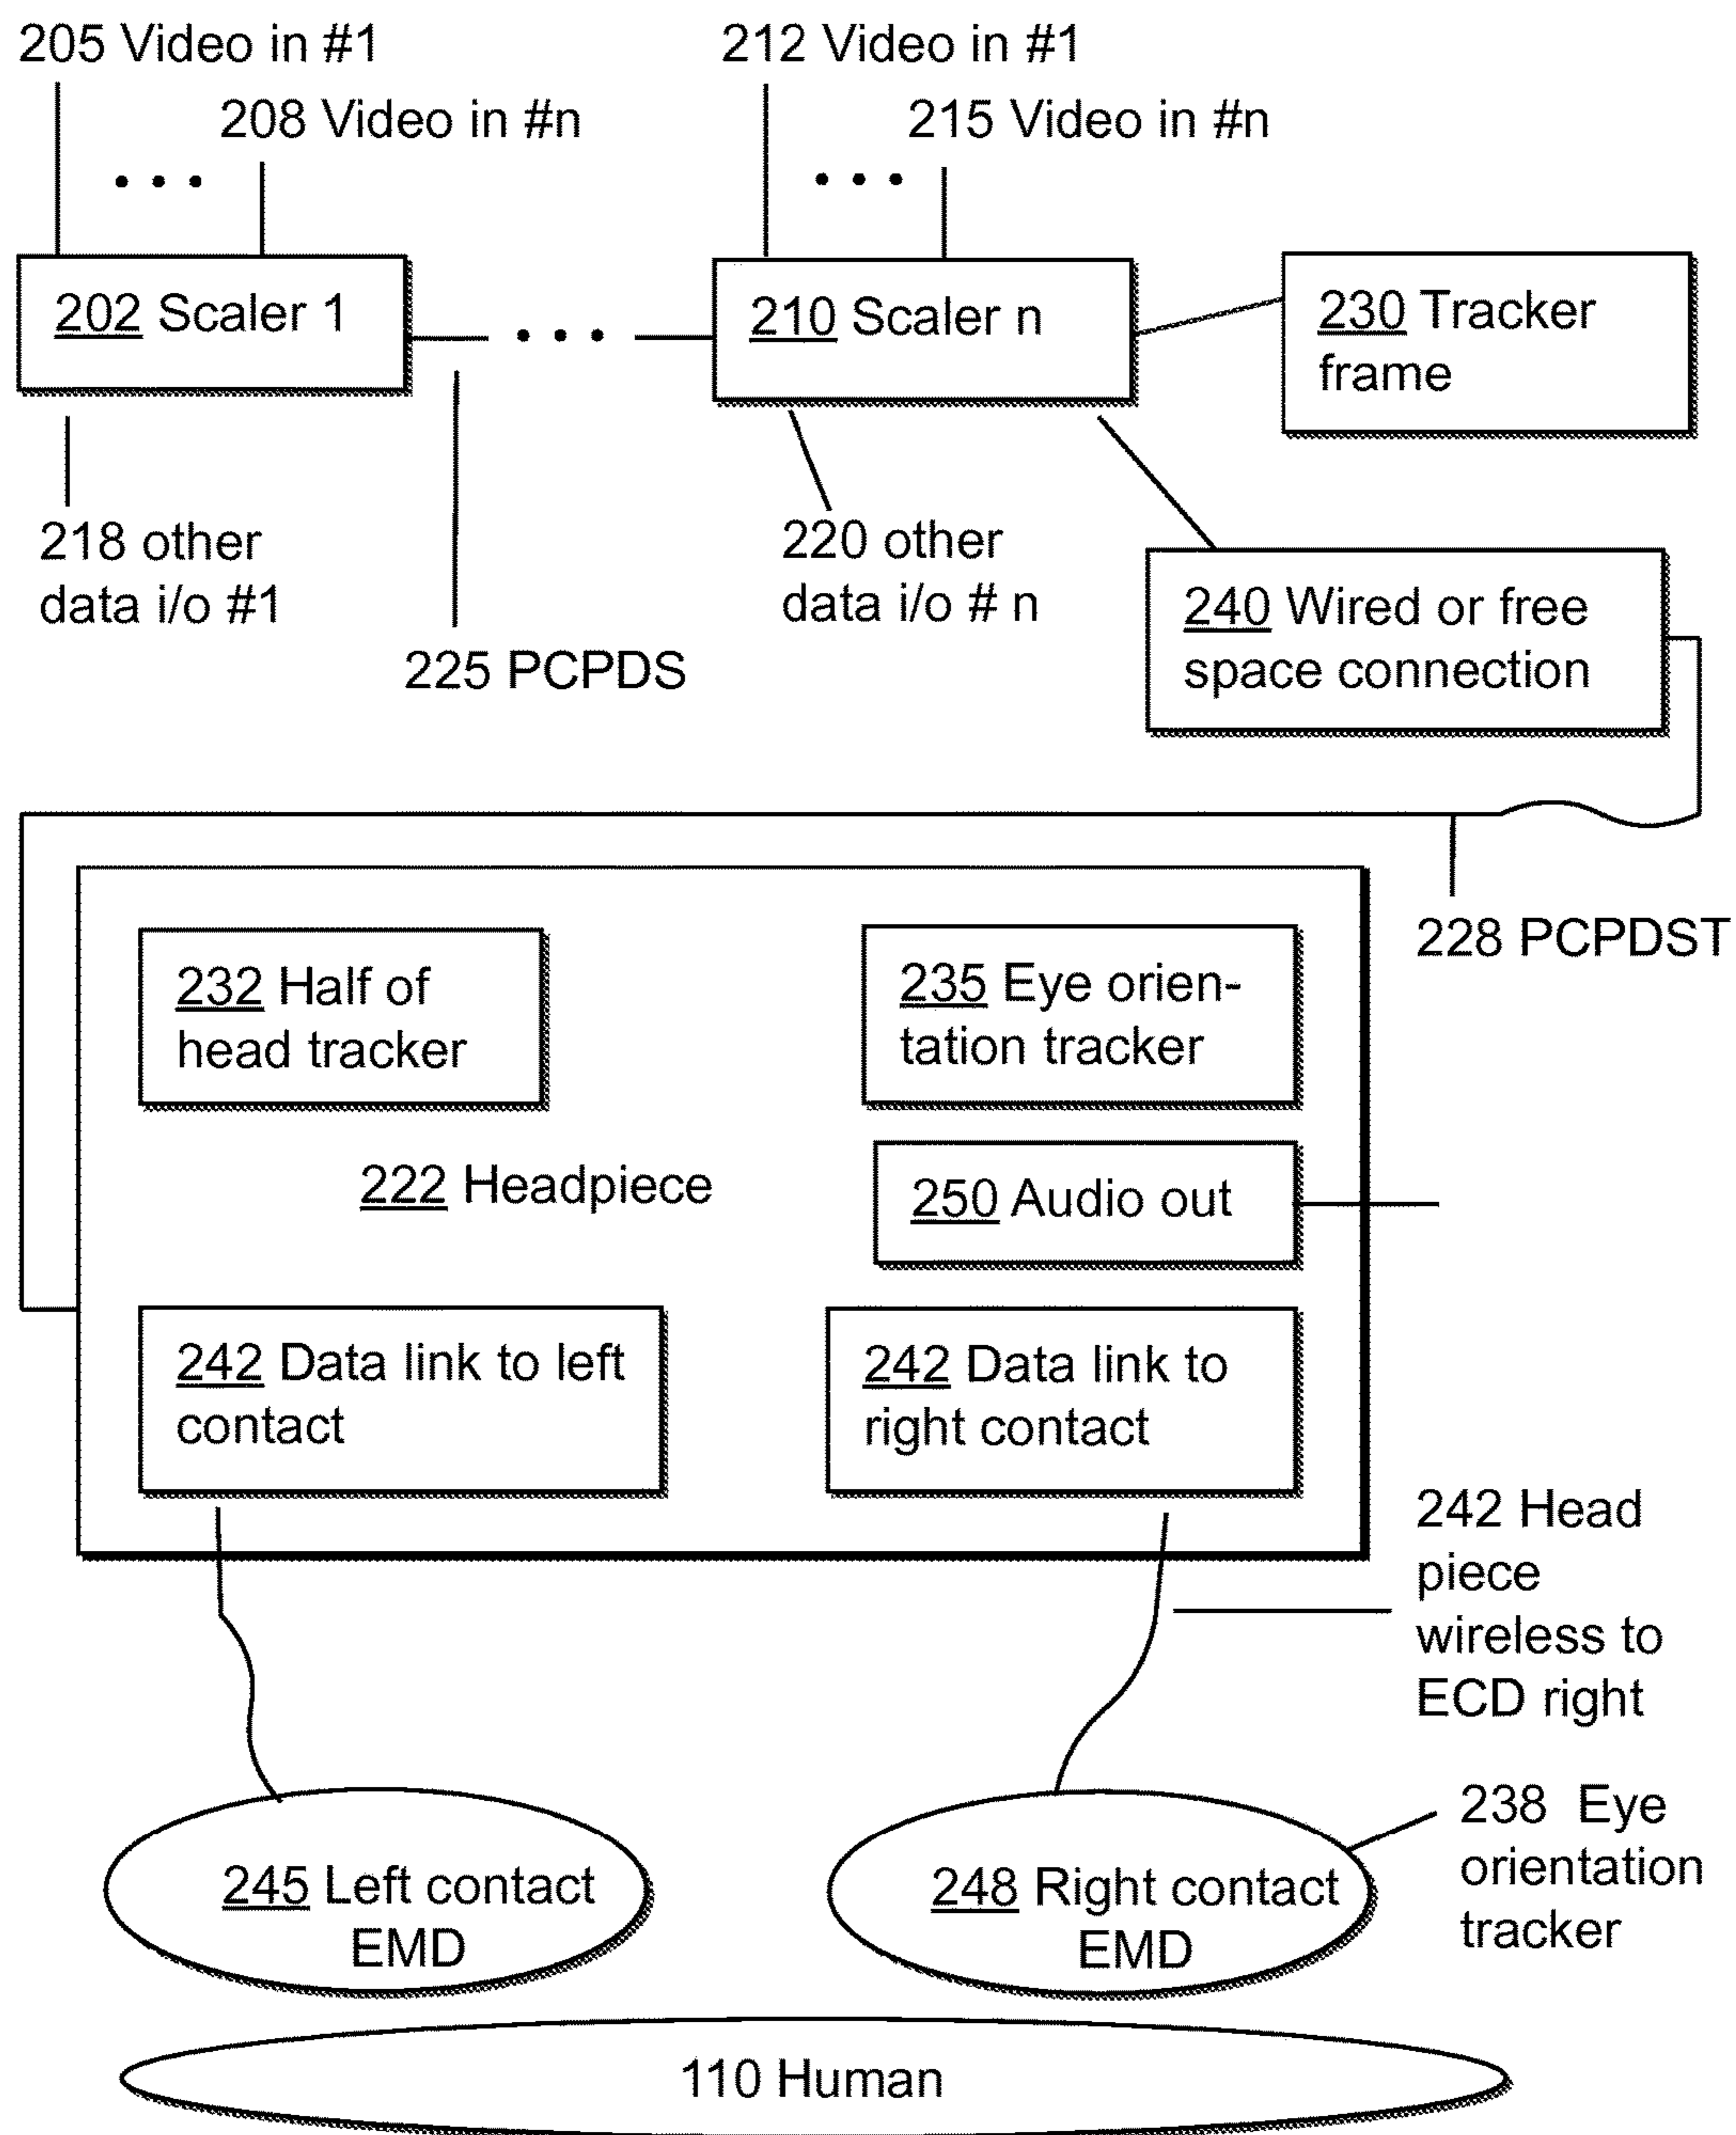 205 Video in #1
212 Video in #1
208 Video in #n
215 Video in #n
202 Scaler 1
210 Scaler n
230 Tracker
frame
218 other
data i/o #1
220 other
data i/o # n
225 PCPDS
240 Wired or free
space connection
228 PCPDST
232 Half of
head tracker
235 Eye orien-
tation tracker
222 Headpiece
250 Audio out
242 Data link to left
contact
242 Data link to
right contact
242 Head
piece
wireless to
ECD right
238 Eye
orientation
tracker
245 Left contact
EMD
248 Right contact
EMD
110 Human